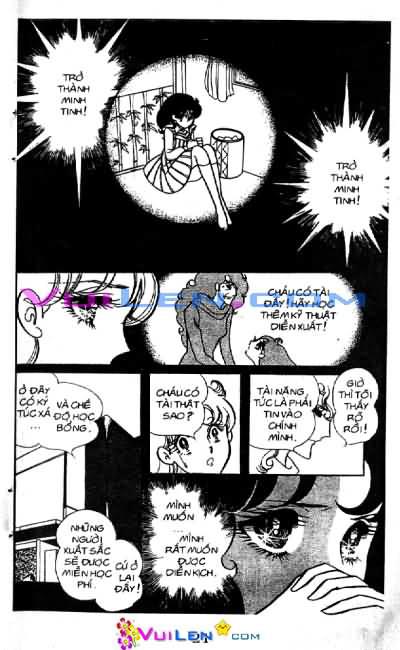 TRỞ
THÀNH
MINH
TINH!
TRỞ
THÀNH
MINH
TINH!
CHÁU CÓ TÀI
ĐẤY! HÃY HỌC
THÊM KỸ THUẬT
DIỄN XUẤT!
VUILEN.COM
Ở ĐÂY
CÓ KÝ
TÚC XÁ
...
VÀ CHẾ
ĐỘ HỌC
BỔNG.
CHÁU CÓ
TÀI THẬT
SAO?
TÀI NĂNG
TỨC LÀ PHẢI
TIN VÀO
CHÍNH
MÌNH.
GIỜ
THÌ TÔI
THẤY
RÕ
RỒI!
NHỮNG
NGƯỜI
XUẤT SẮC
SẼ ĐƯỢC
MIỄN HỌC
PHÍ.
CỨ Ở
LẠI
ĐÂY!
MÌNH
MUỐN ...
... MÌNH
RẤT MUỐN
ĐƯỢC
DIỄN KỊCH.
VUILEN.COM